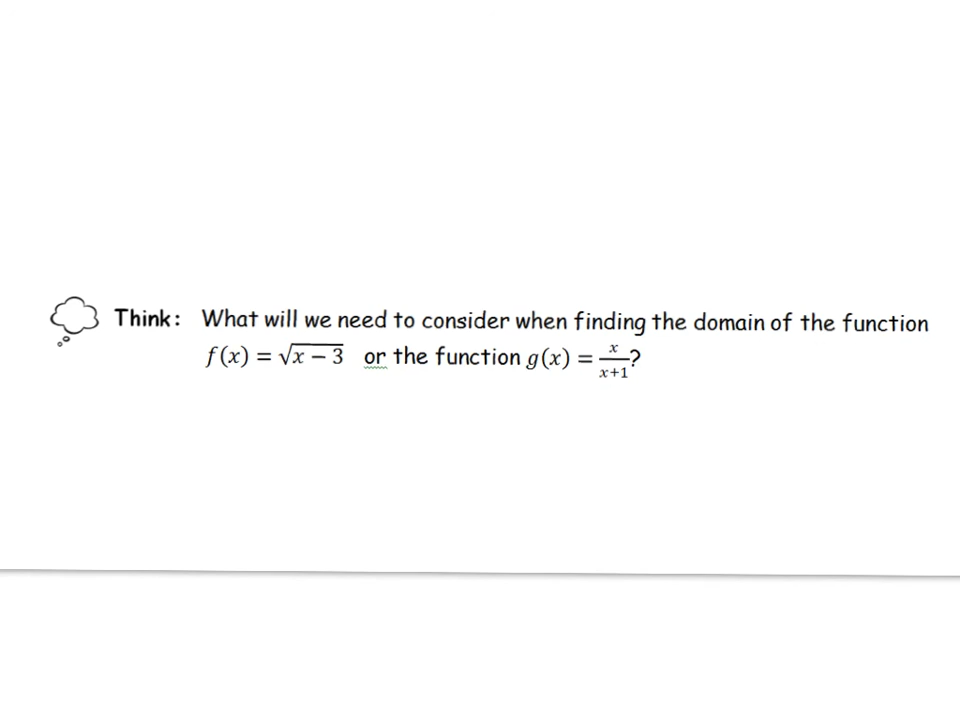 Think: What will we need to consider when finding the domain of the function
f(x) = √x − 3 or the function g(x) = x/x+1?